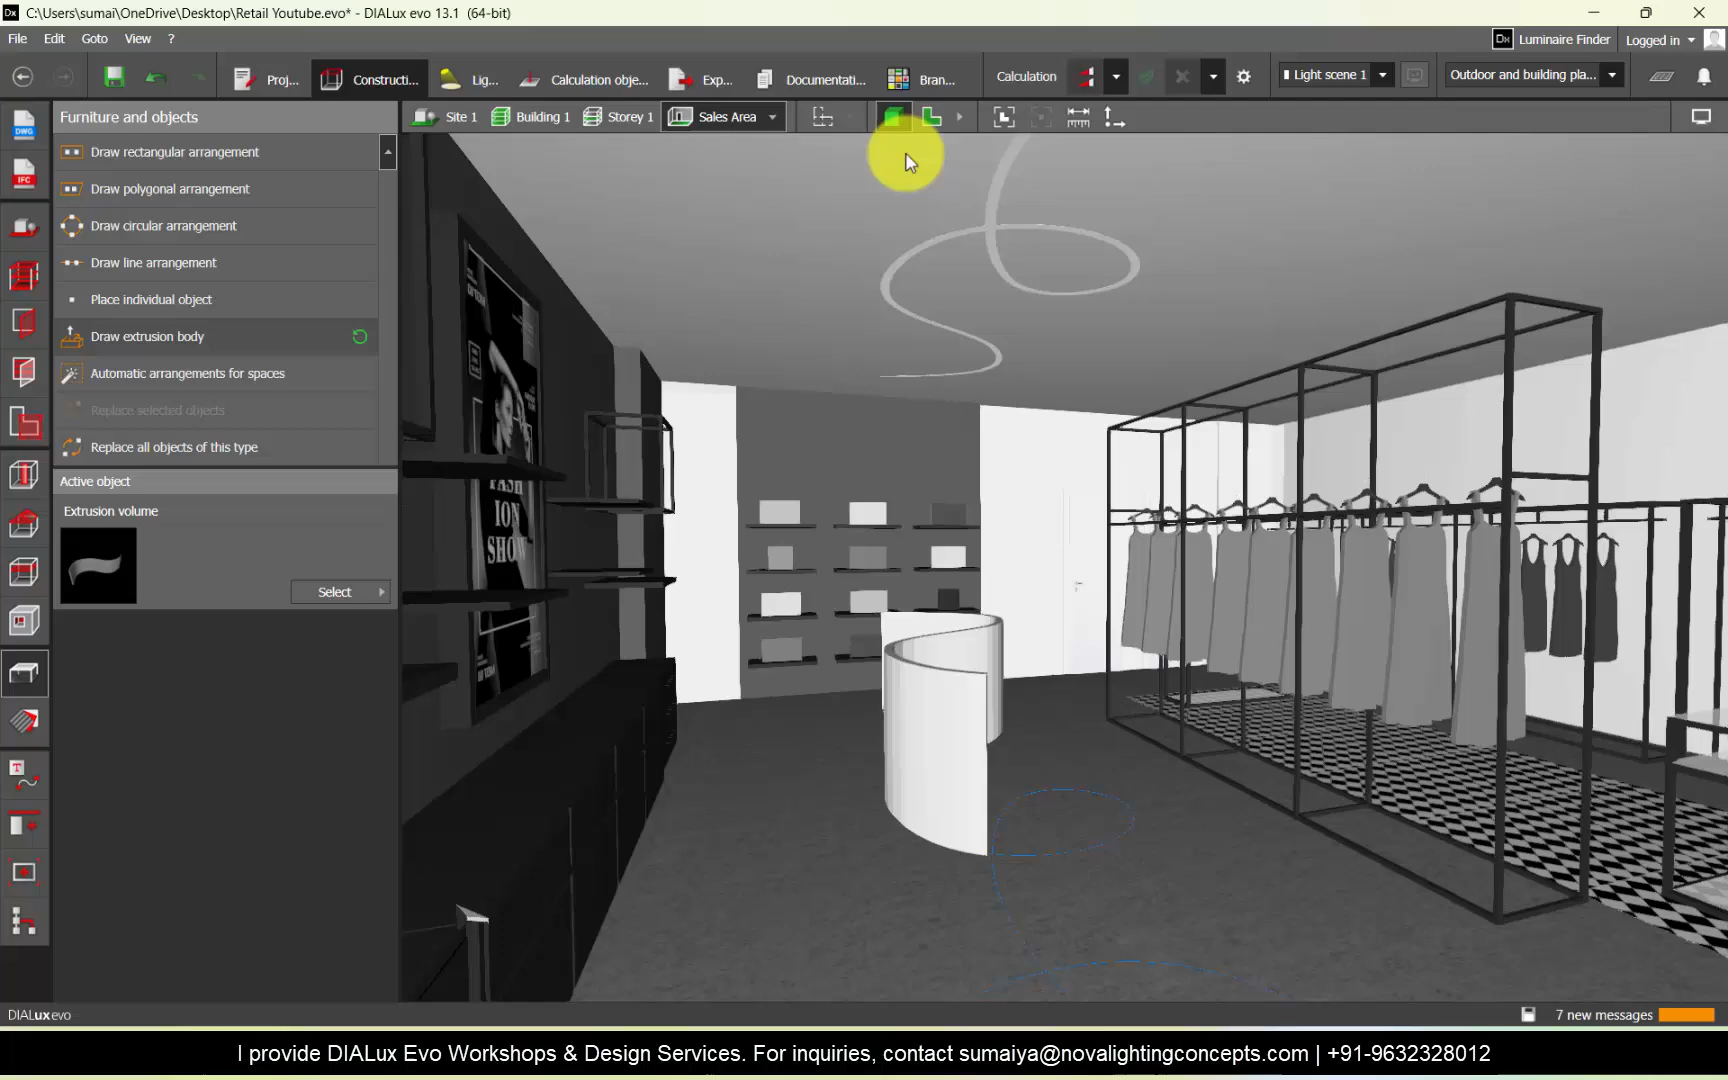 C:\Users\sumai\OneDrive\Desktop\Retail Youtube.evo* - DIALux evo 13.1 (64-bit)
File Edit Goto View ?
Luminaire Finder Logged in
Proj... Constructi... Lig... Calculation obje... Exp... Documentati... Bran... Calculation Light scene 1 Outdoor and building pla...
DWG
IFC
Furniture and objects
Site 1 Building 1 Storey 1 Sales Area
Draw rectangular arrangement
Draw polygonal arrangement
Draw circular arrangement
Draw line arrangement
Place individual object
Draw extrusion body
Automatic arrangements for spaces
Replace selected objects
Replace all objects of this type
Active object
Extrusion volume
Select
FASH
ION
SHOW
DIALux evo
7 new messages
I provide DIALux Evo Workshops & Design Services. For inquiries, contact sumaiya@novalightingconcepts.com | +91-9632328012